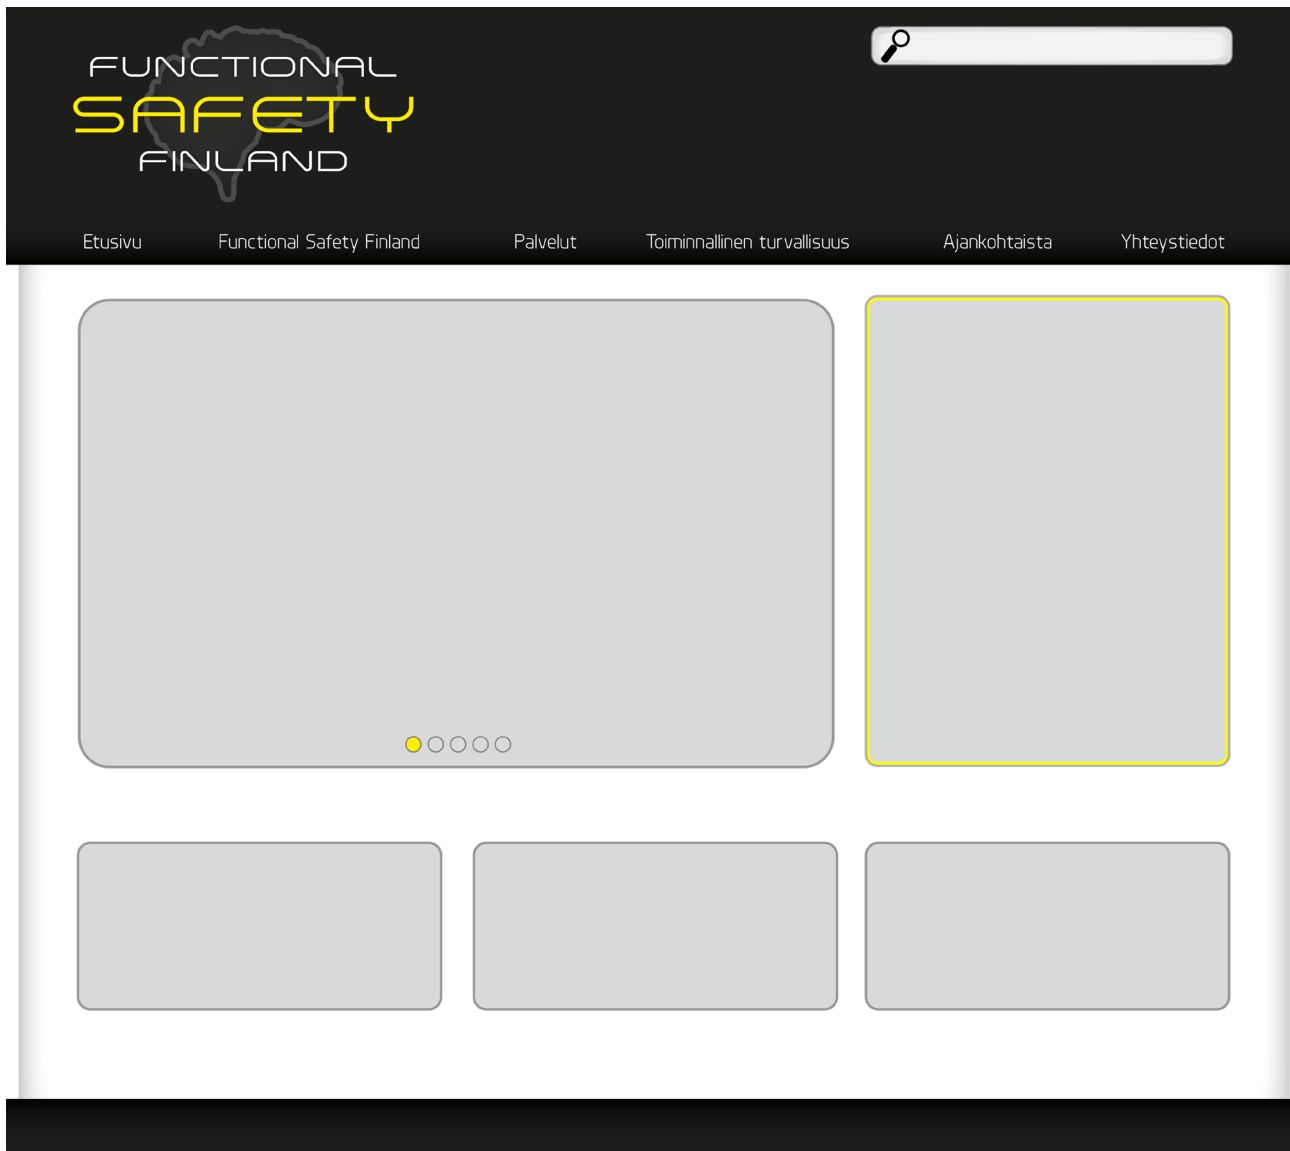 FUNCTIONAL
SAFETY
FINLAND
Etusivu Functional Safety Finland Palvelut Toiminnallinen turvallisuus Ajankohtaista Yhteystiedot